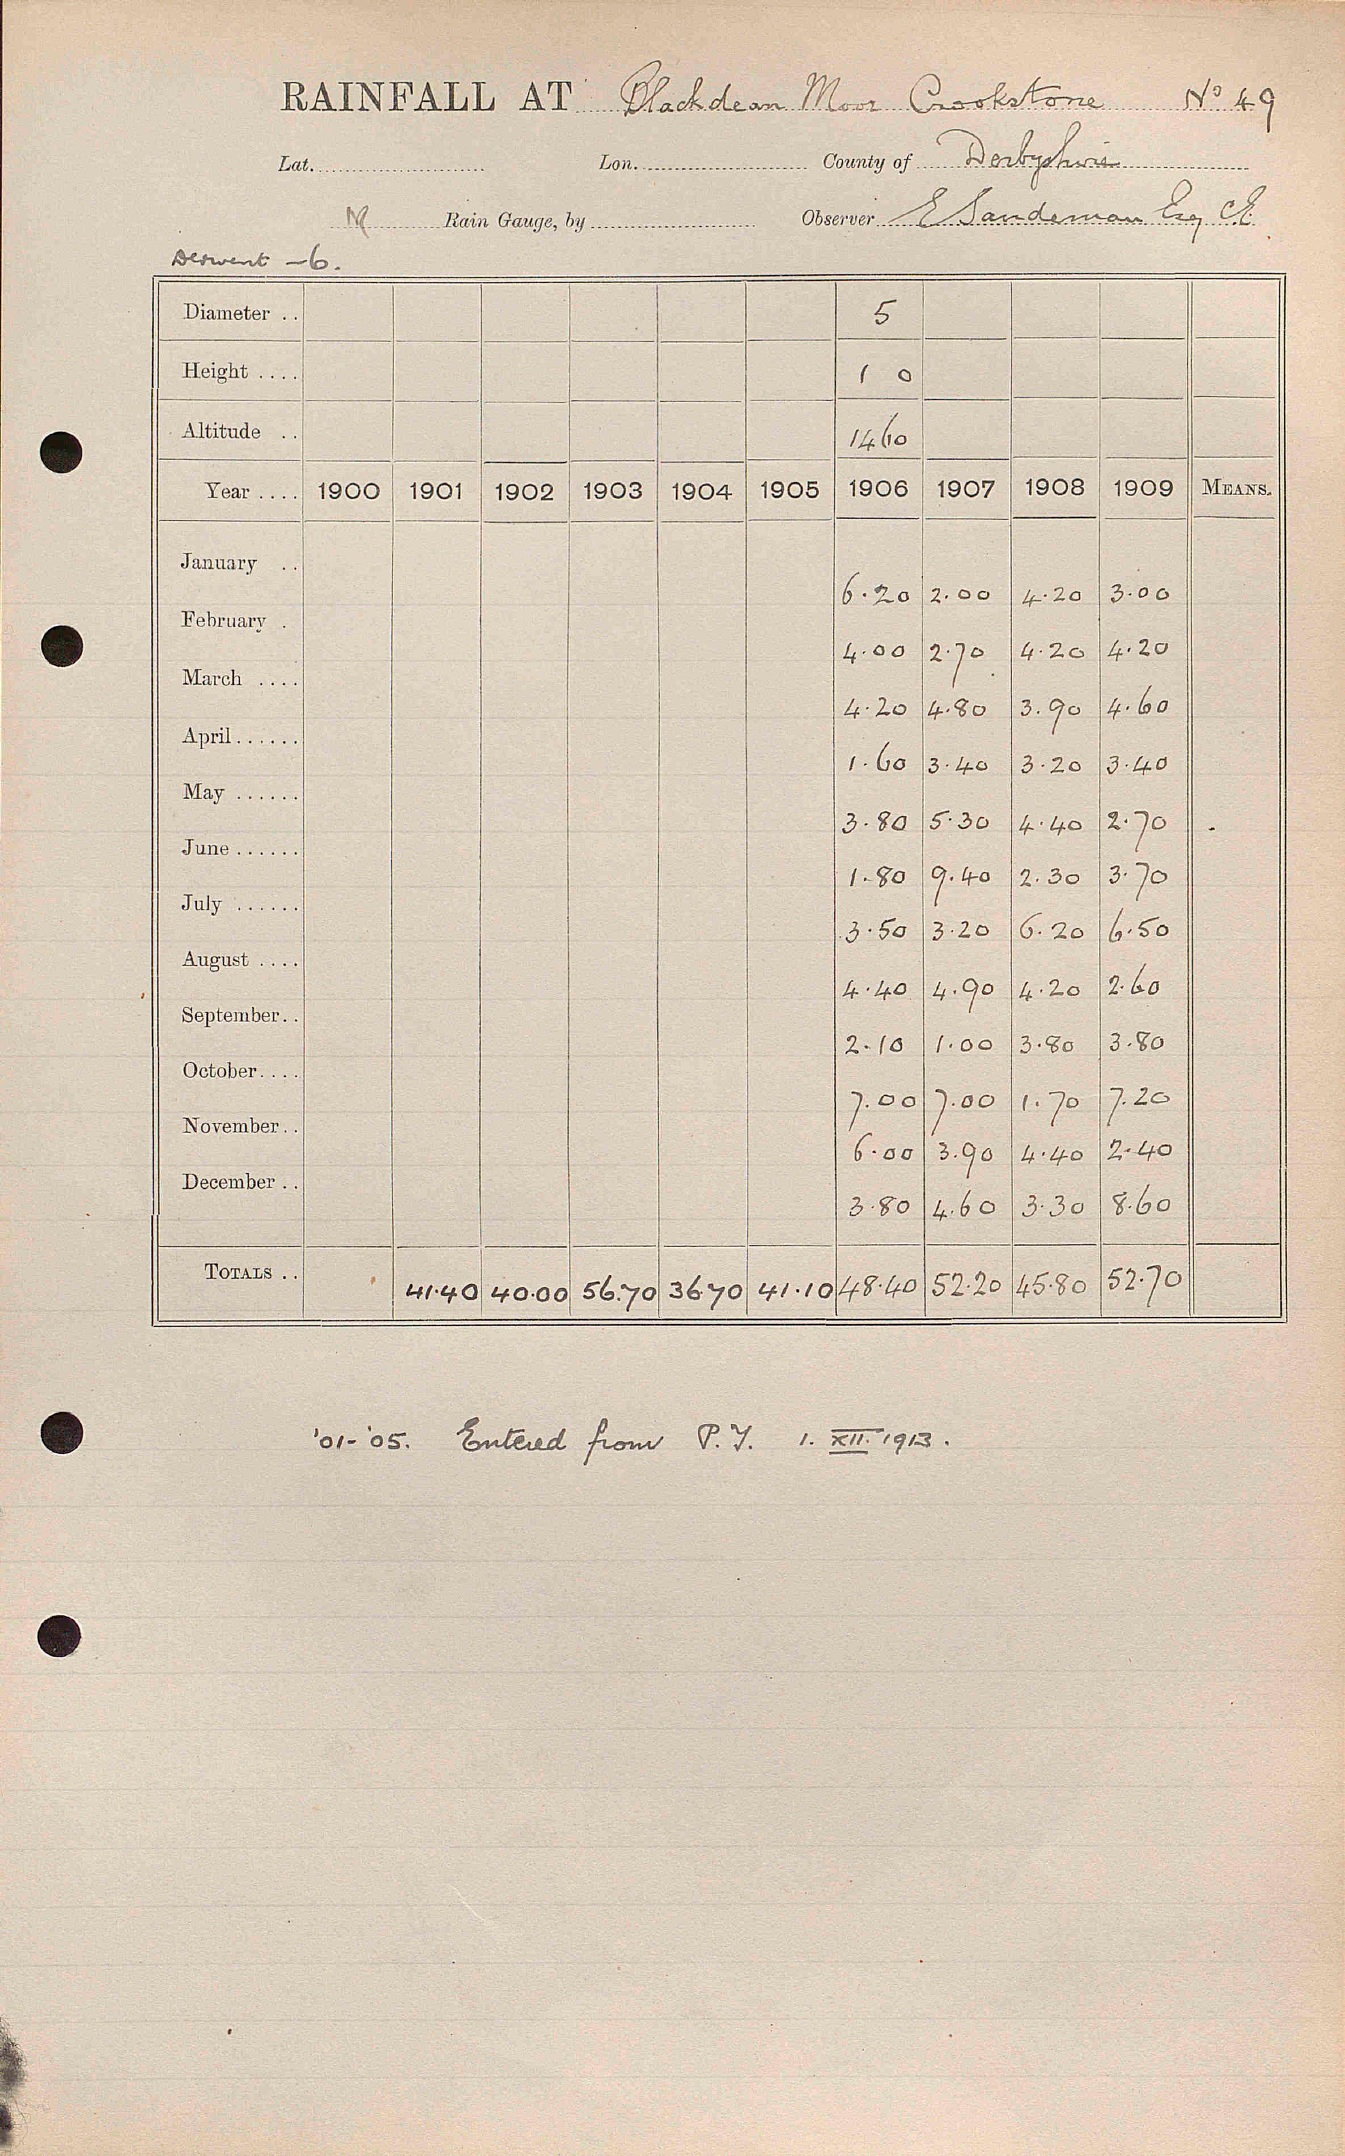 RAINFALL AT Blackdean Moor Crookstone No 49
Lat. Lon. County of Derbyshire
M Rain Gauge, by Observer E Sandeman Esq C.E.
Derwent - 6.
Diameter .. 5
Height .... 1 0
Altitude .. 1460
Year .... 1900 1901 1902 1903 1904 1905 1906 1907 1908 1909 MEANS.
January .. 6.20 2.00 4.20 3.00
February . 4.00 2.70 4.20 4.20
March .... 4.20 4.80 3.90 4.60
April ...... 1.60 3.40 3.20 3.40
May ...... 3.80 5.30 4.40 2.70
June ...... 1.80 9.40 2.30 3.70
July ...... 3.50 3.20 6.20 6.50
August .... 4.40 4.90 4.20 2.60
September.. 2.10 1.00 3.80 3.80
October.... 7.00 7.00 1.70 7.20
November.. 6.00 3.90 4.40 2.40
December .. 3.80 4.60 3.30 8.60
TOTALS .. 41.40 40.00 56.70 36.70 41.10 48.40 52.20 45.80 52.70
'01-'05. Entered from P.Y. 1. XII. 1913.